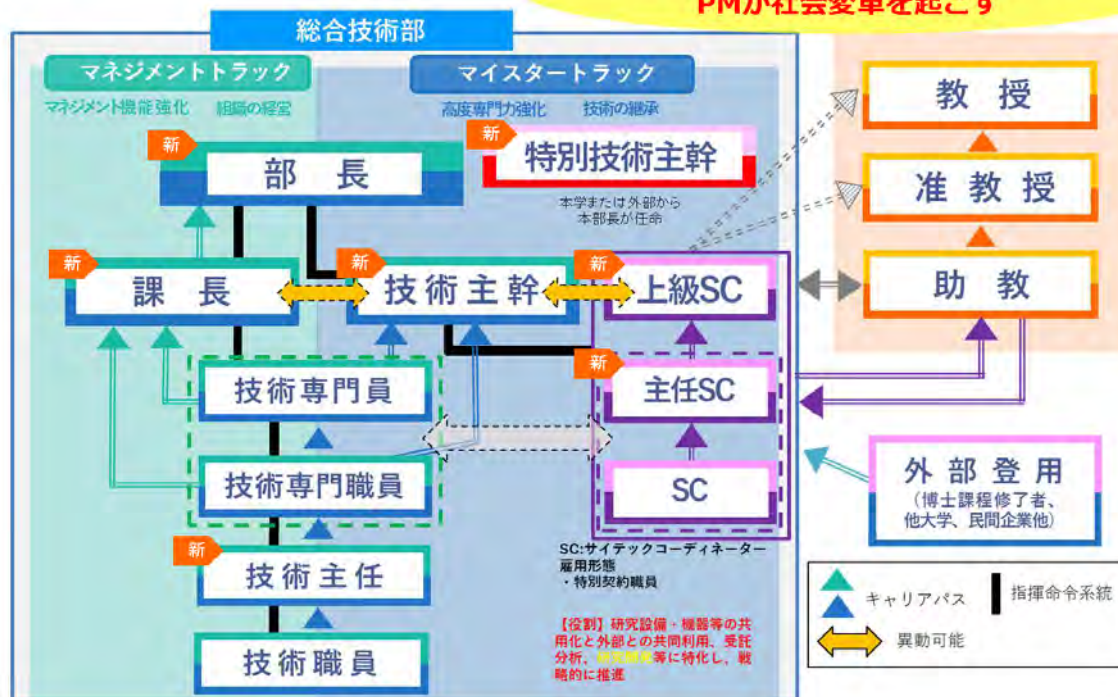 PMが社会変革を起こす
総合技術部
マネジメントトラック
マイスタートラック
マネジメント機能強化 組織の経営
高度専門力強化 技術の継承
新
部長
新
特別技術主幹
本学または外部から
本部長が任命
新
課長
新
技術主幹
新
上級SC
技術専門員
新
主任SC
技術専門職員
SC
新
技術主任
技術職員
SC:サイテックコーディネーター
雇用形態
・特別契約職員
【役割】研究設備・機器等の共
用化と外部との共同利用、受託
分析、研究開発等に特化し、戦
略的に推進
教授
准教授
助教
外部登用
(博士課程修了者、
他大学、民間企業他)
キャリアパス
指揮命令系統
異動可能